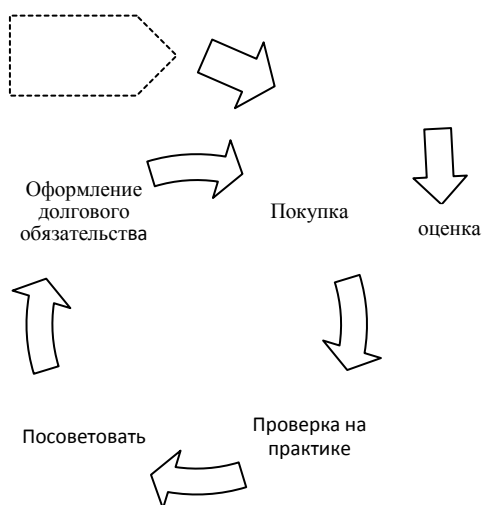 Оформление
долгового
обязательства
Покупка
оценка
Посоветовать
Проверка на
практике